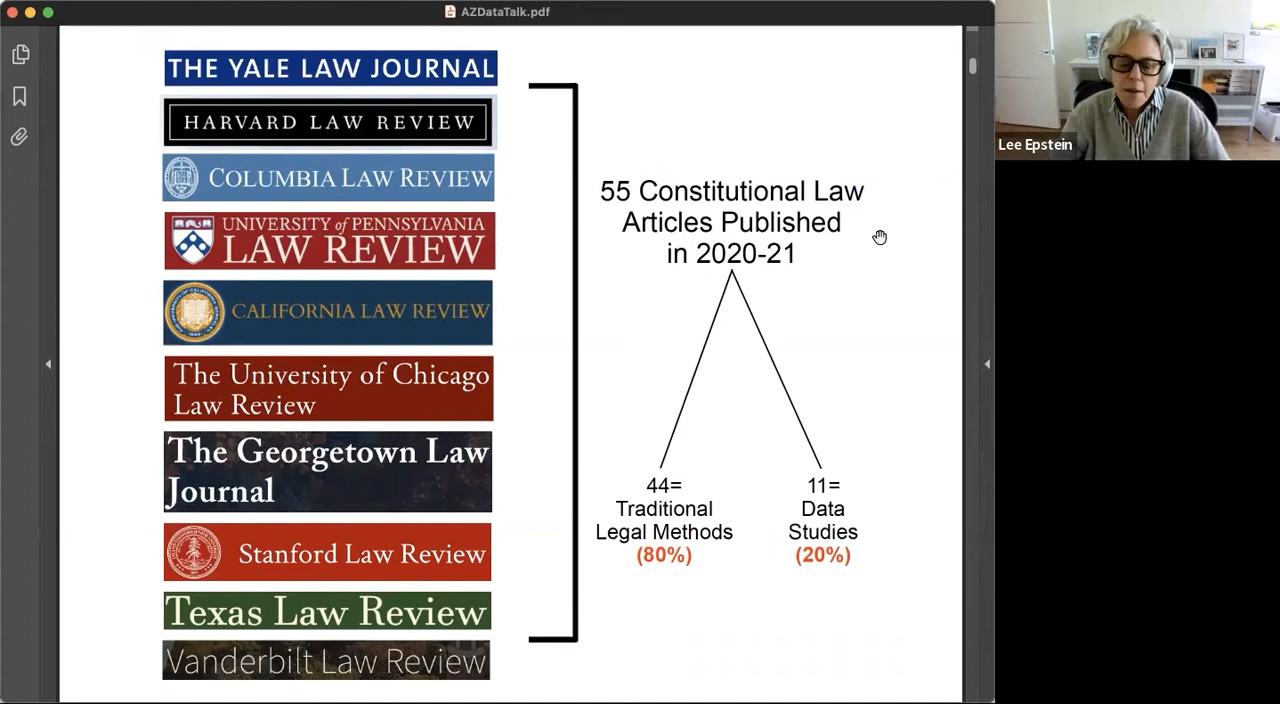 AZDataTalk.pdf
THE YALE LAW JOURNAL
HARVARD LAW REVIEW
COLUMBIA LAW REVIEW
UNIVERSITY of PENNSYLVANIA
LAW REVIEW
CALIFORNIA LAW REVIEW
The University of Chicago
Law Review
The Georgetown Law
Journal
Stanford Law Review
Texas Law Review
Vanderbilt Law Review
55 Constitutional Law
Articles Published
in 2020-21
44=
Traditional
Legal Methods
(80%)
11=
Data
Studies
(20%)
Lee Epstein